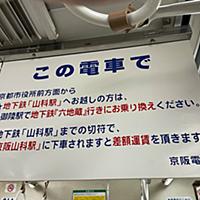 この電車で
京都市役所前方面から
地下鉄「山科駅」へお越しの方は、
御陵駅で地下鉄「六地蔵」行きにお乗り換えください。
地下鉄「山科駅」までの切符で、
京阪山科駅」に下車されますと差額運賃を頂きます
京阪電